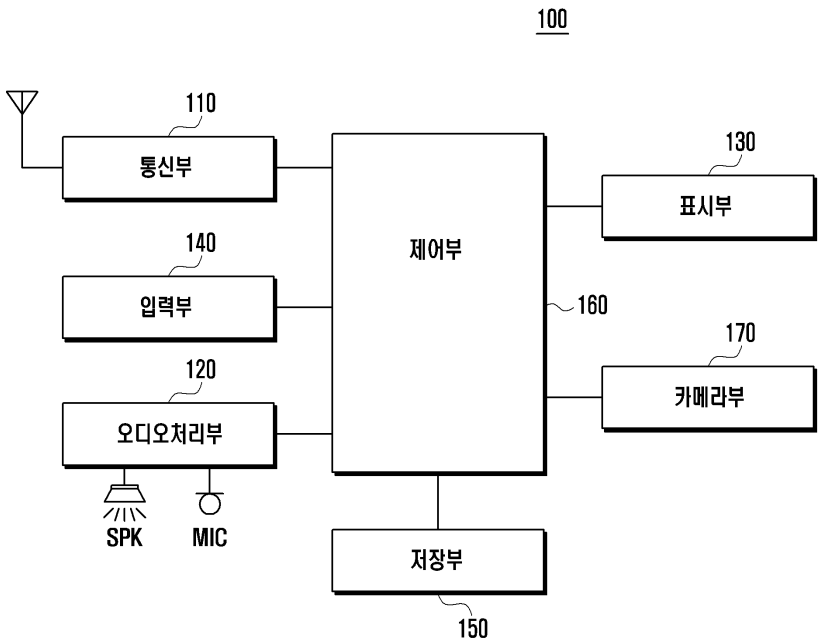 100
110
통신부
130
표시부
140
입력부
제어부
160
120
오디오처리부
170
카메라부
SPK
MIC
저장부
150